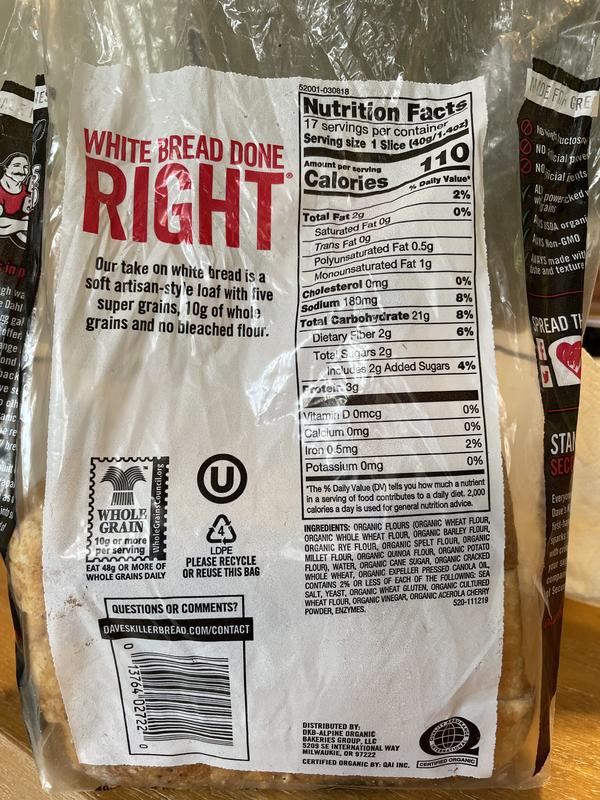 WHITE BREAD DONE
RIGHT®
Our take on white bread is a
soft artisan-style loaf with five
super grains, 10g of whole
grains and no bleached flour.
WHOLE
GRAIN
10g or more
per serving
WholeGrainsCouncil.org
EAT 48g OR MORE OF
WHOLE GRAINS DAILY
U
4
LDPE
PLEASE RECYCLE
OR REUSE THIS BAG
QUESTIONS OR COMMENTS?
DAVESKILLERBREAD.COM/CONTACT
0 13764 02722 0
52001-030818
Nutrition Facts
17 servings per container
Serving size 1 Slice (40g/1.4oz)
Amount per serving
Calories 110
% Daily Value*
Total Fat 2g 2%
Saturated Fat 0g 0%
Trans Fat 0g
Polyunsaturated Fat 0.5g
Monounsaturated Fat 1g
Cholesterol 0mg 0%
Sodium 180mg 8%
Total Carbohydrate 21g 8%
Dietary Fiber 2g 6%
Total Sugars 2g
Includes 2g Added Sugars 4%
Protein 3g
Vitamin D 0mcg 0%
Calcium 0mg 0%
Iron 0.5mg 2%
Potassium 0mg 0%
*The % Daily Value (DV) tells you how much a nutrient
in a serving of food contributes to a daily diet. 2,000
calories a day is used for general nutrition advice.
INGREDIENTS: ORGANIC FLOURS (ORGANIC WHEAT FLOUR,
ORGANIC WHOLE WHEAT FLOUR, ORGANIC BARLEY FLOUR,
ORGANIC RYE FLOUR, ORGANIC SPELT FLOUR, ORGANIC
MILLET FLOUR, ORGANIC QUINOA FLOUR, ORGANIC POTATO
FLOUR), WATER, ORGANIC CANE SUGAR, ORGANIC CRACKED
WHOLE WHEAT, ORGANIC EXPELLER PRESSED CANOLA OIL,
CONTAINS 2% OR LESS OF EACH OF THE FOLLOWING: SEA
SALT, YEAST, ORGANIC WHEAT GLUTEN, ORGANIC CULTURED
WHEAT FLOUR, ORGANIC VINEGAR, ORGANIC ACEROLA CHERRY
POWDER, ENZYMES. 520-111219
DISTRIBUTED BY:
DKB-ALPINE ORGANIC
BAKERIES GROUP, LLC
5209 SE INTERNATIONAL WAY
MILWAUKIE, OR 97222
CERTIFIED ORGANIC BY: QAI INC.
CERTIFIED ORGANIC
NO high
NO
NO
USDA organi
Non-GMO
made with
and texture
SPREAD TH
STAN
SECO